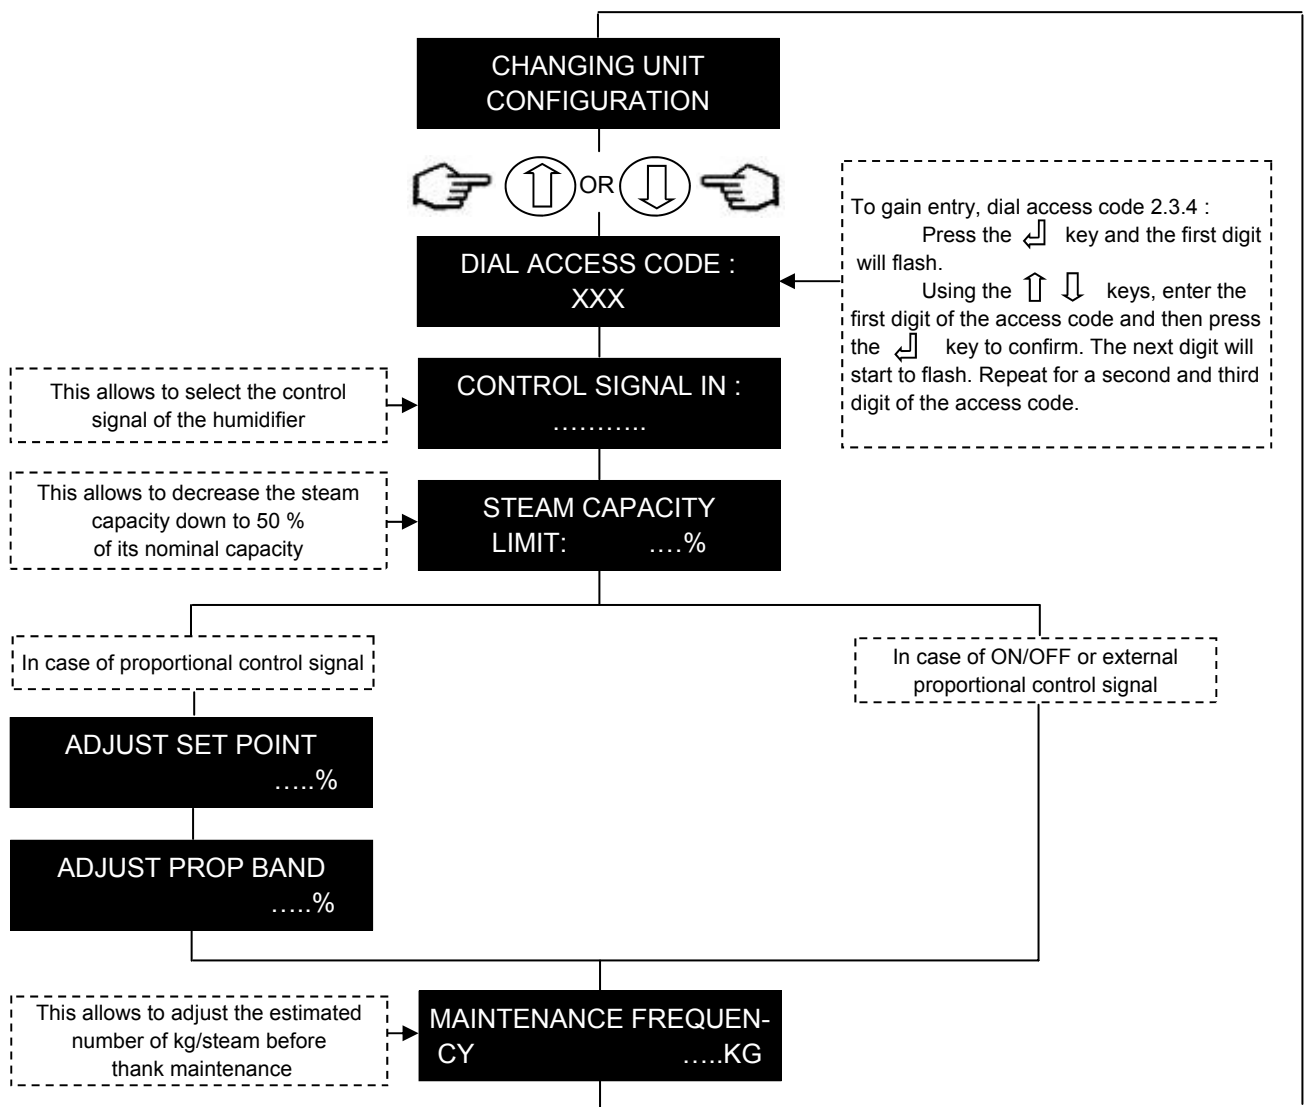 CHANGING UNIT
CONFIGURATION
OR
To gain entry, dial access code 2.3.4 :
Press the key and the first digit
will flash.
Using the keys, enter the
first digit of the access code and then press
the key to confirm. The next digit will
start to flash. Repeat for a second and third
digit of the access code.
DIAL ACCESS CODE :
XXX
This allows to select the control
signal of the humidifier
CONTROL SIGNAL IN :
………..
This allows to decrease the steam
capacity down to 50 %
of its nominal capacity
STEAM CAPACITY
LIMIT: ….%
In case of proportional control signal
In case of ON/OFF or external
proportional control signal
ADJUST SET POINT
…..%
ADJUST PROP BAND
…..%
This allows to adjust the estimated
number of kg/steam before
thank maintenance
MAINTENANCE FREQUEN-
CY …..KG